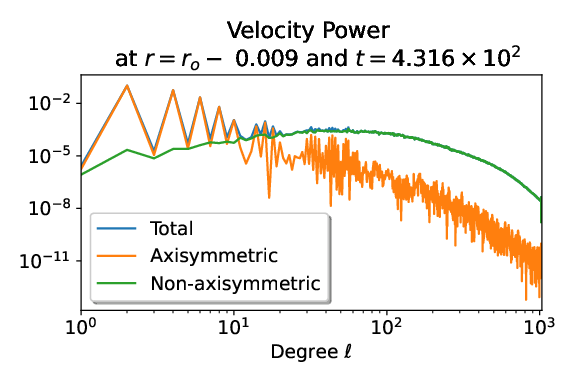 Velocity Power
at r = r_o − 0.009 and t = 4.316 × 10^2
10^−2
10^−5
10^−8
10^−11
Total
Axisymmetric
Non-axisymmetric
10^0 10^1 10^2 10^3
Degree ℓ